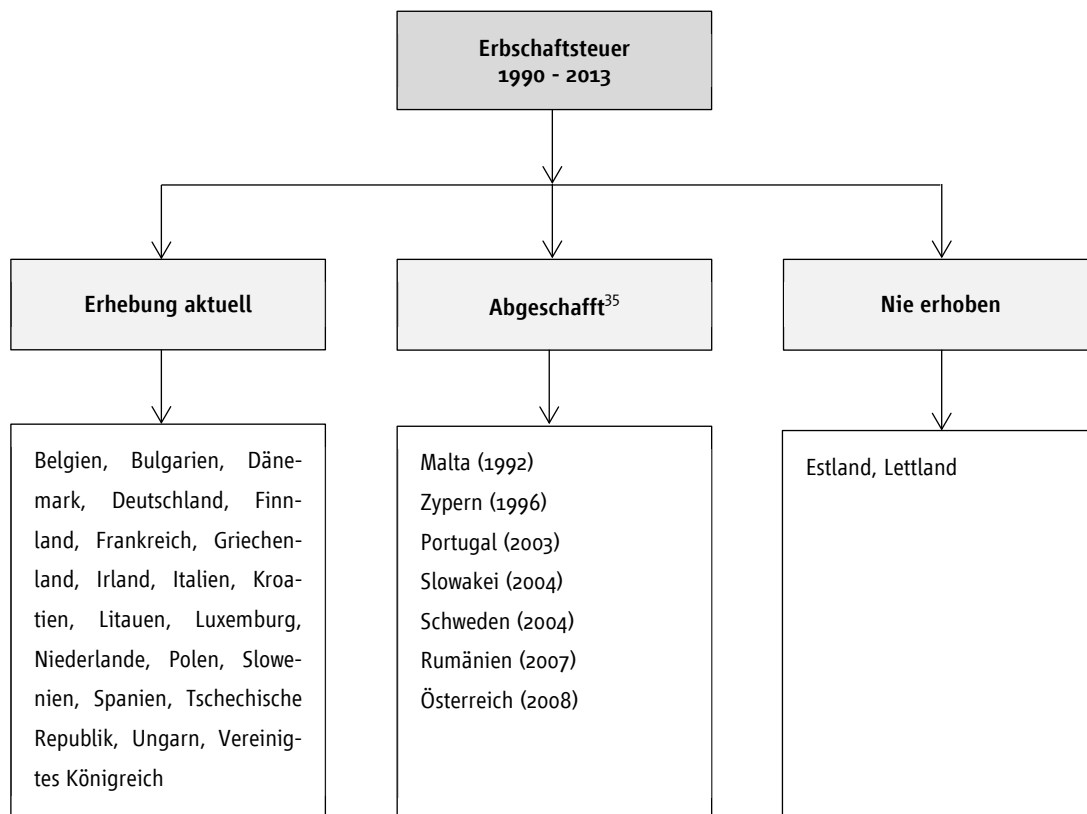 Erbschaftsteuer
1990 - 2013
Erhebung aktuell
Abgeschafft35
Nie erhoben
Belgien, Bulgarien, Däne-
mark, Deutschland, Finn-
land, Frankreich, Griechen-
land, Irland, Italien, Kroa-
tien, Litauen, Luxemburg,
Niederlande, Polen, Slowe-
nien, Spanien, Tschechische
Republik, Ungarn, Vereinig-
tes Königreich
Malta (1992)
Zypern (1996)
Portugal (2003)
Slowakei (2004)
Schweden (2004)
Rumänien (2007)
Österreich (2008)
Estland, Lettland